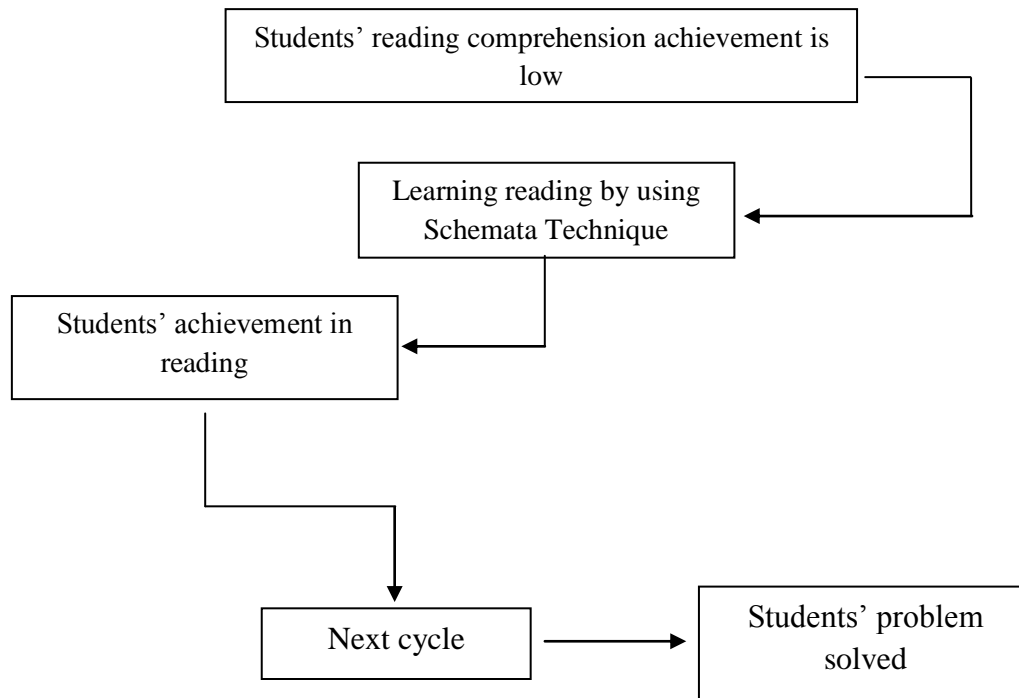 Students’ reading comprehension achievement is
low
Learning reading by using
Schemata Technique
Students’ achievement in
reading
Next cycle
Students’ problem
solved